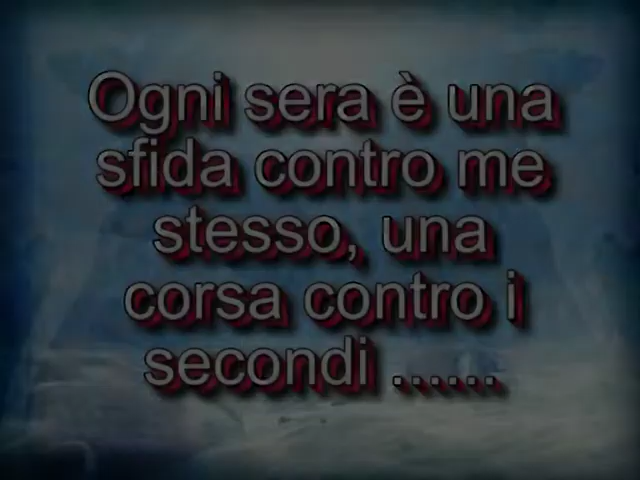 Ogni sera è una
sfida contro me
stesso, una
corsa contro i
secondi ......